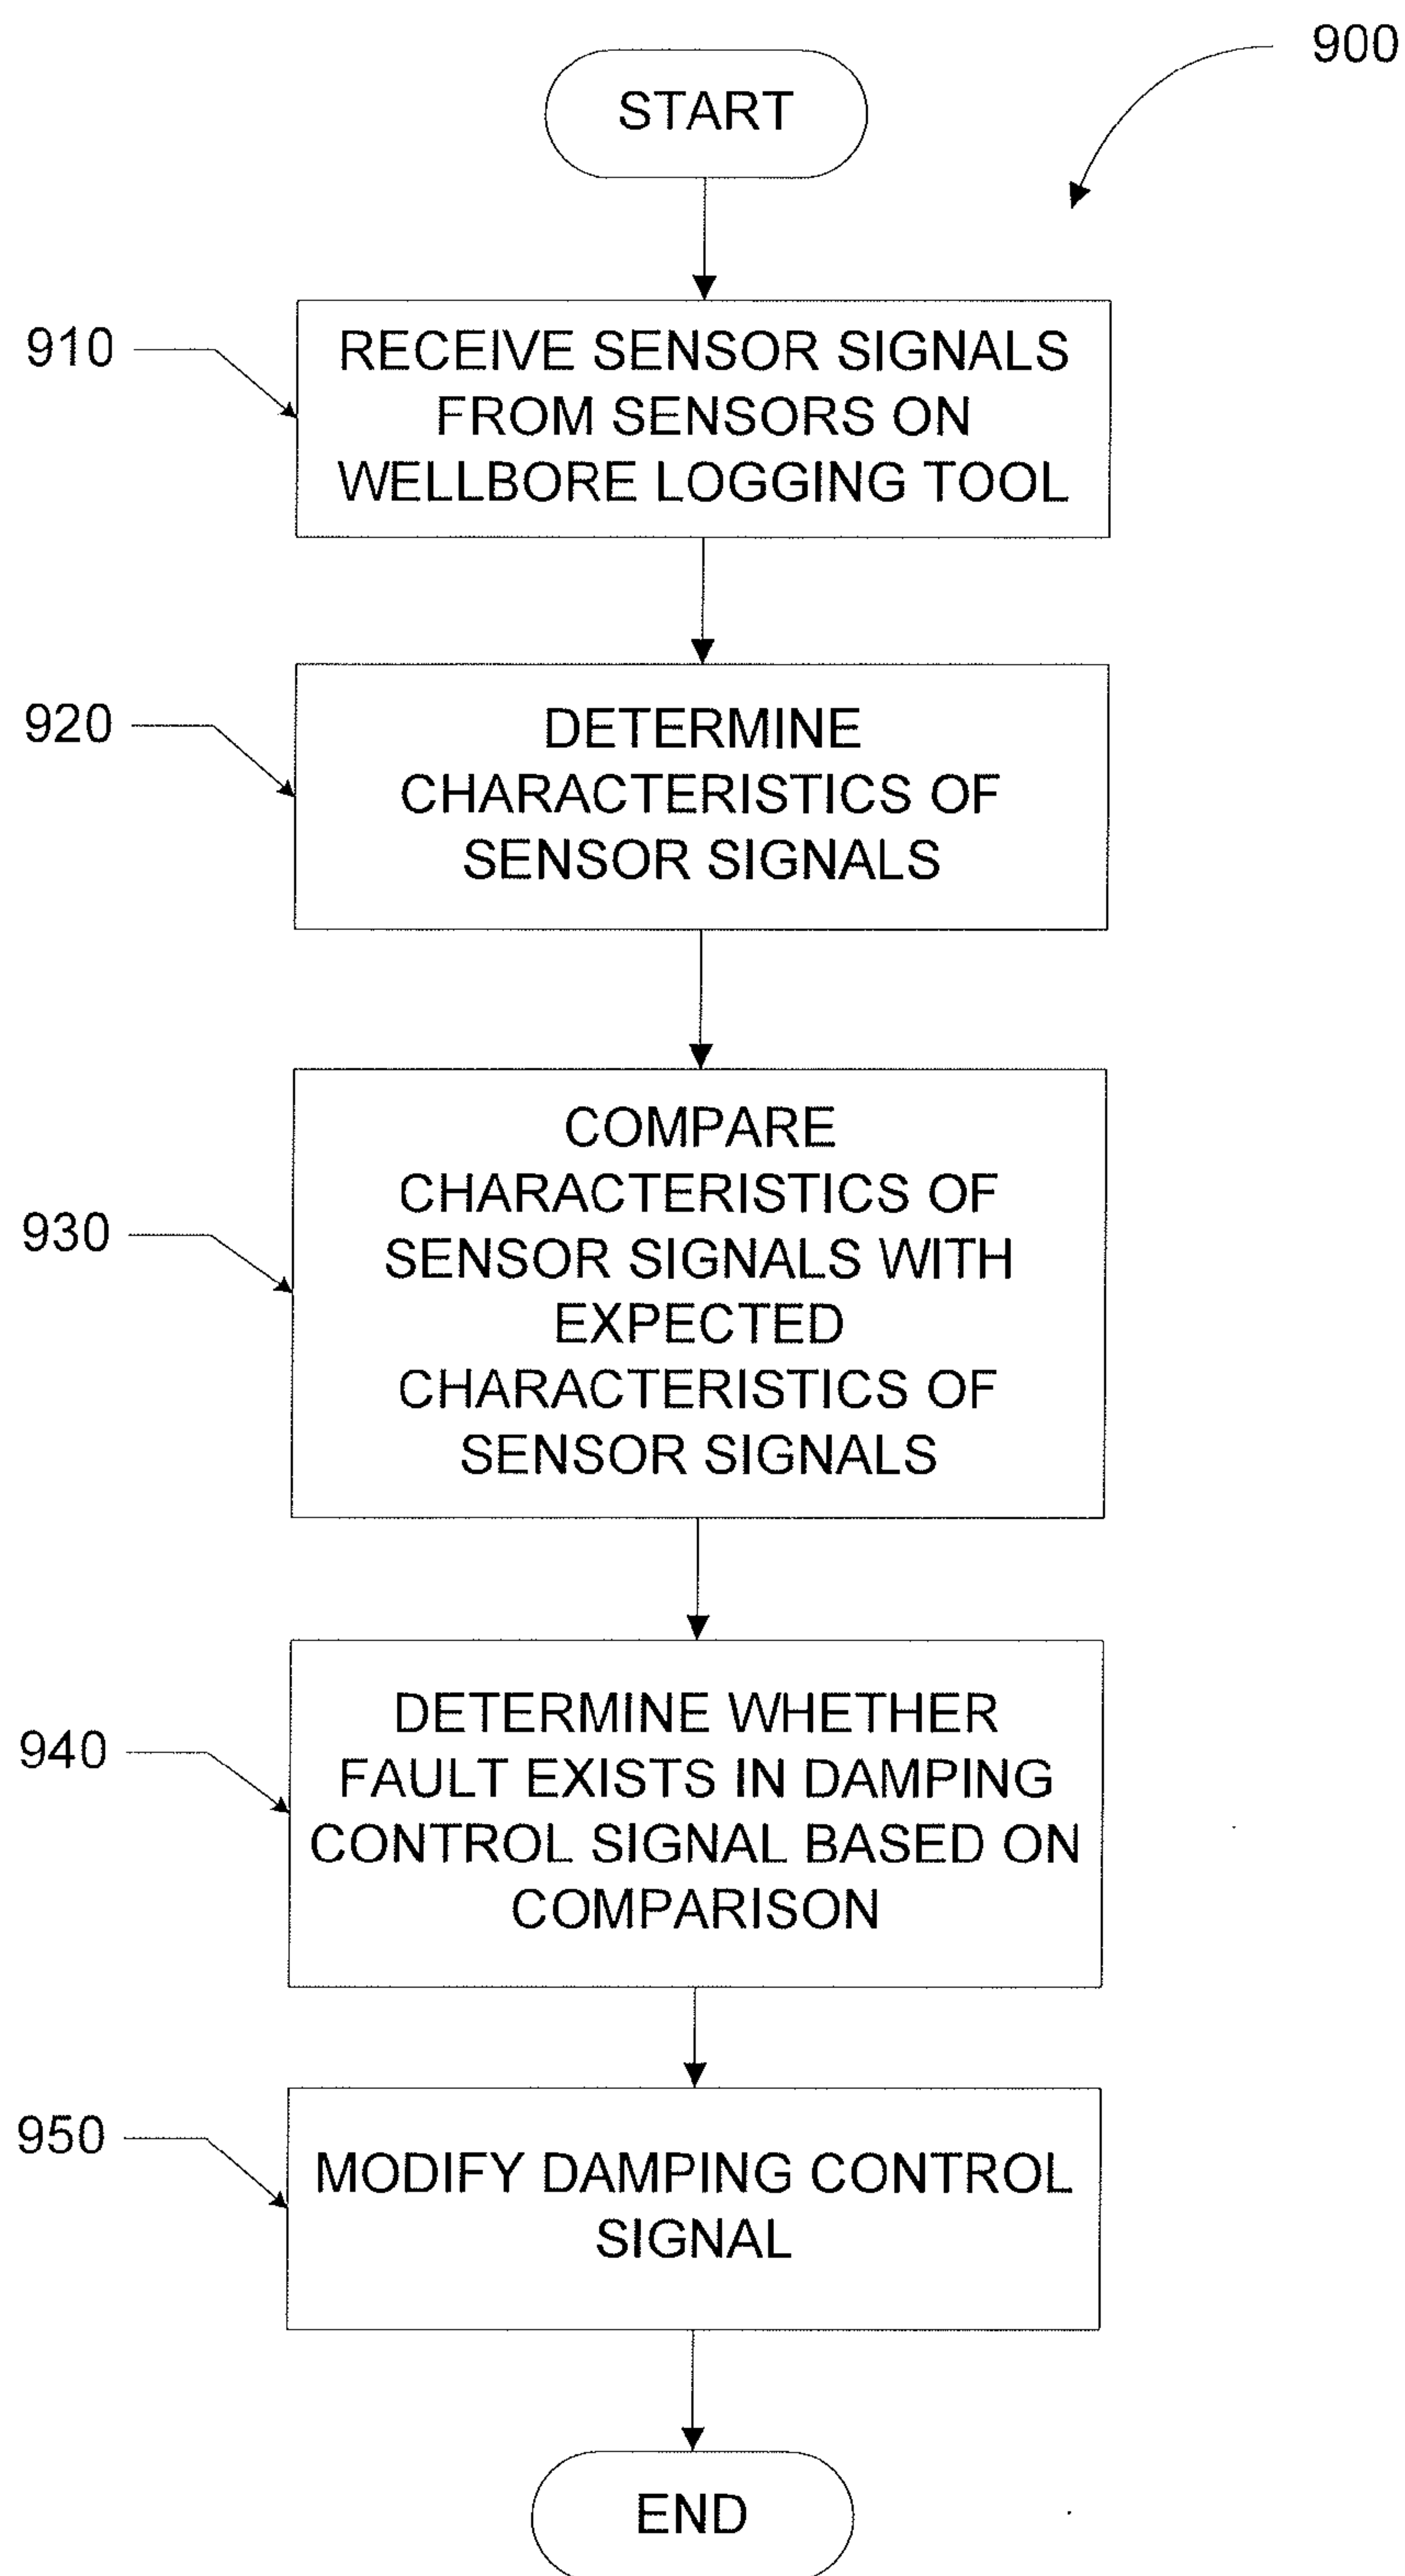 900
START
910
RECEIVE SENSOR SIGNALS
FROM SENSORS ON
WELLBORE LOGGING TOOL
920
DETERMINE
CHARACTERISTICS OF
SENSOR SIGNALS
930
COMPARE
CHARACTERISTICS OF
SENSOR SIGNALS WITH
EXPECTED
CHARACTERISTICS OF
SENSOR SIGNALS
940
DETERMINE WHETHER
FAULT EXISTS IN DAMPING
CONTROL SIGNAL BASED ON
COMPARISON
950
MODIFY DAMPING CONTROL
SIGNAL
END